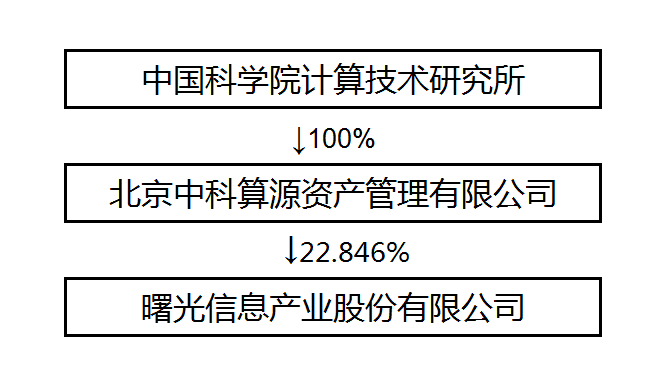 中国科学院计算技术研究所
↓100%
北京中科算源资产管理有限公司
↓22.846%
曙光信息产业股份有限公司